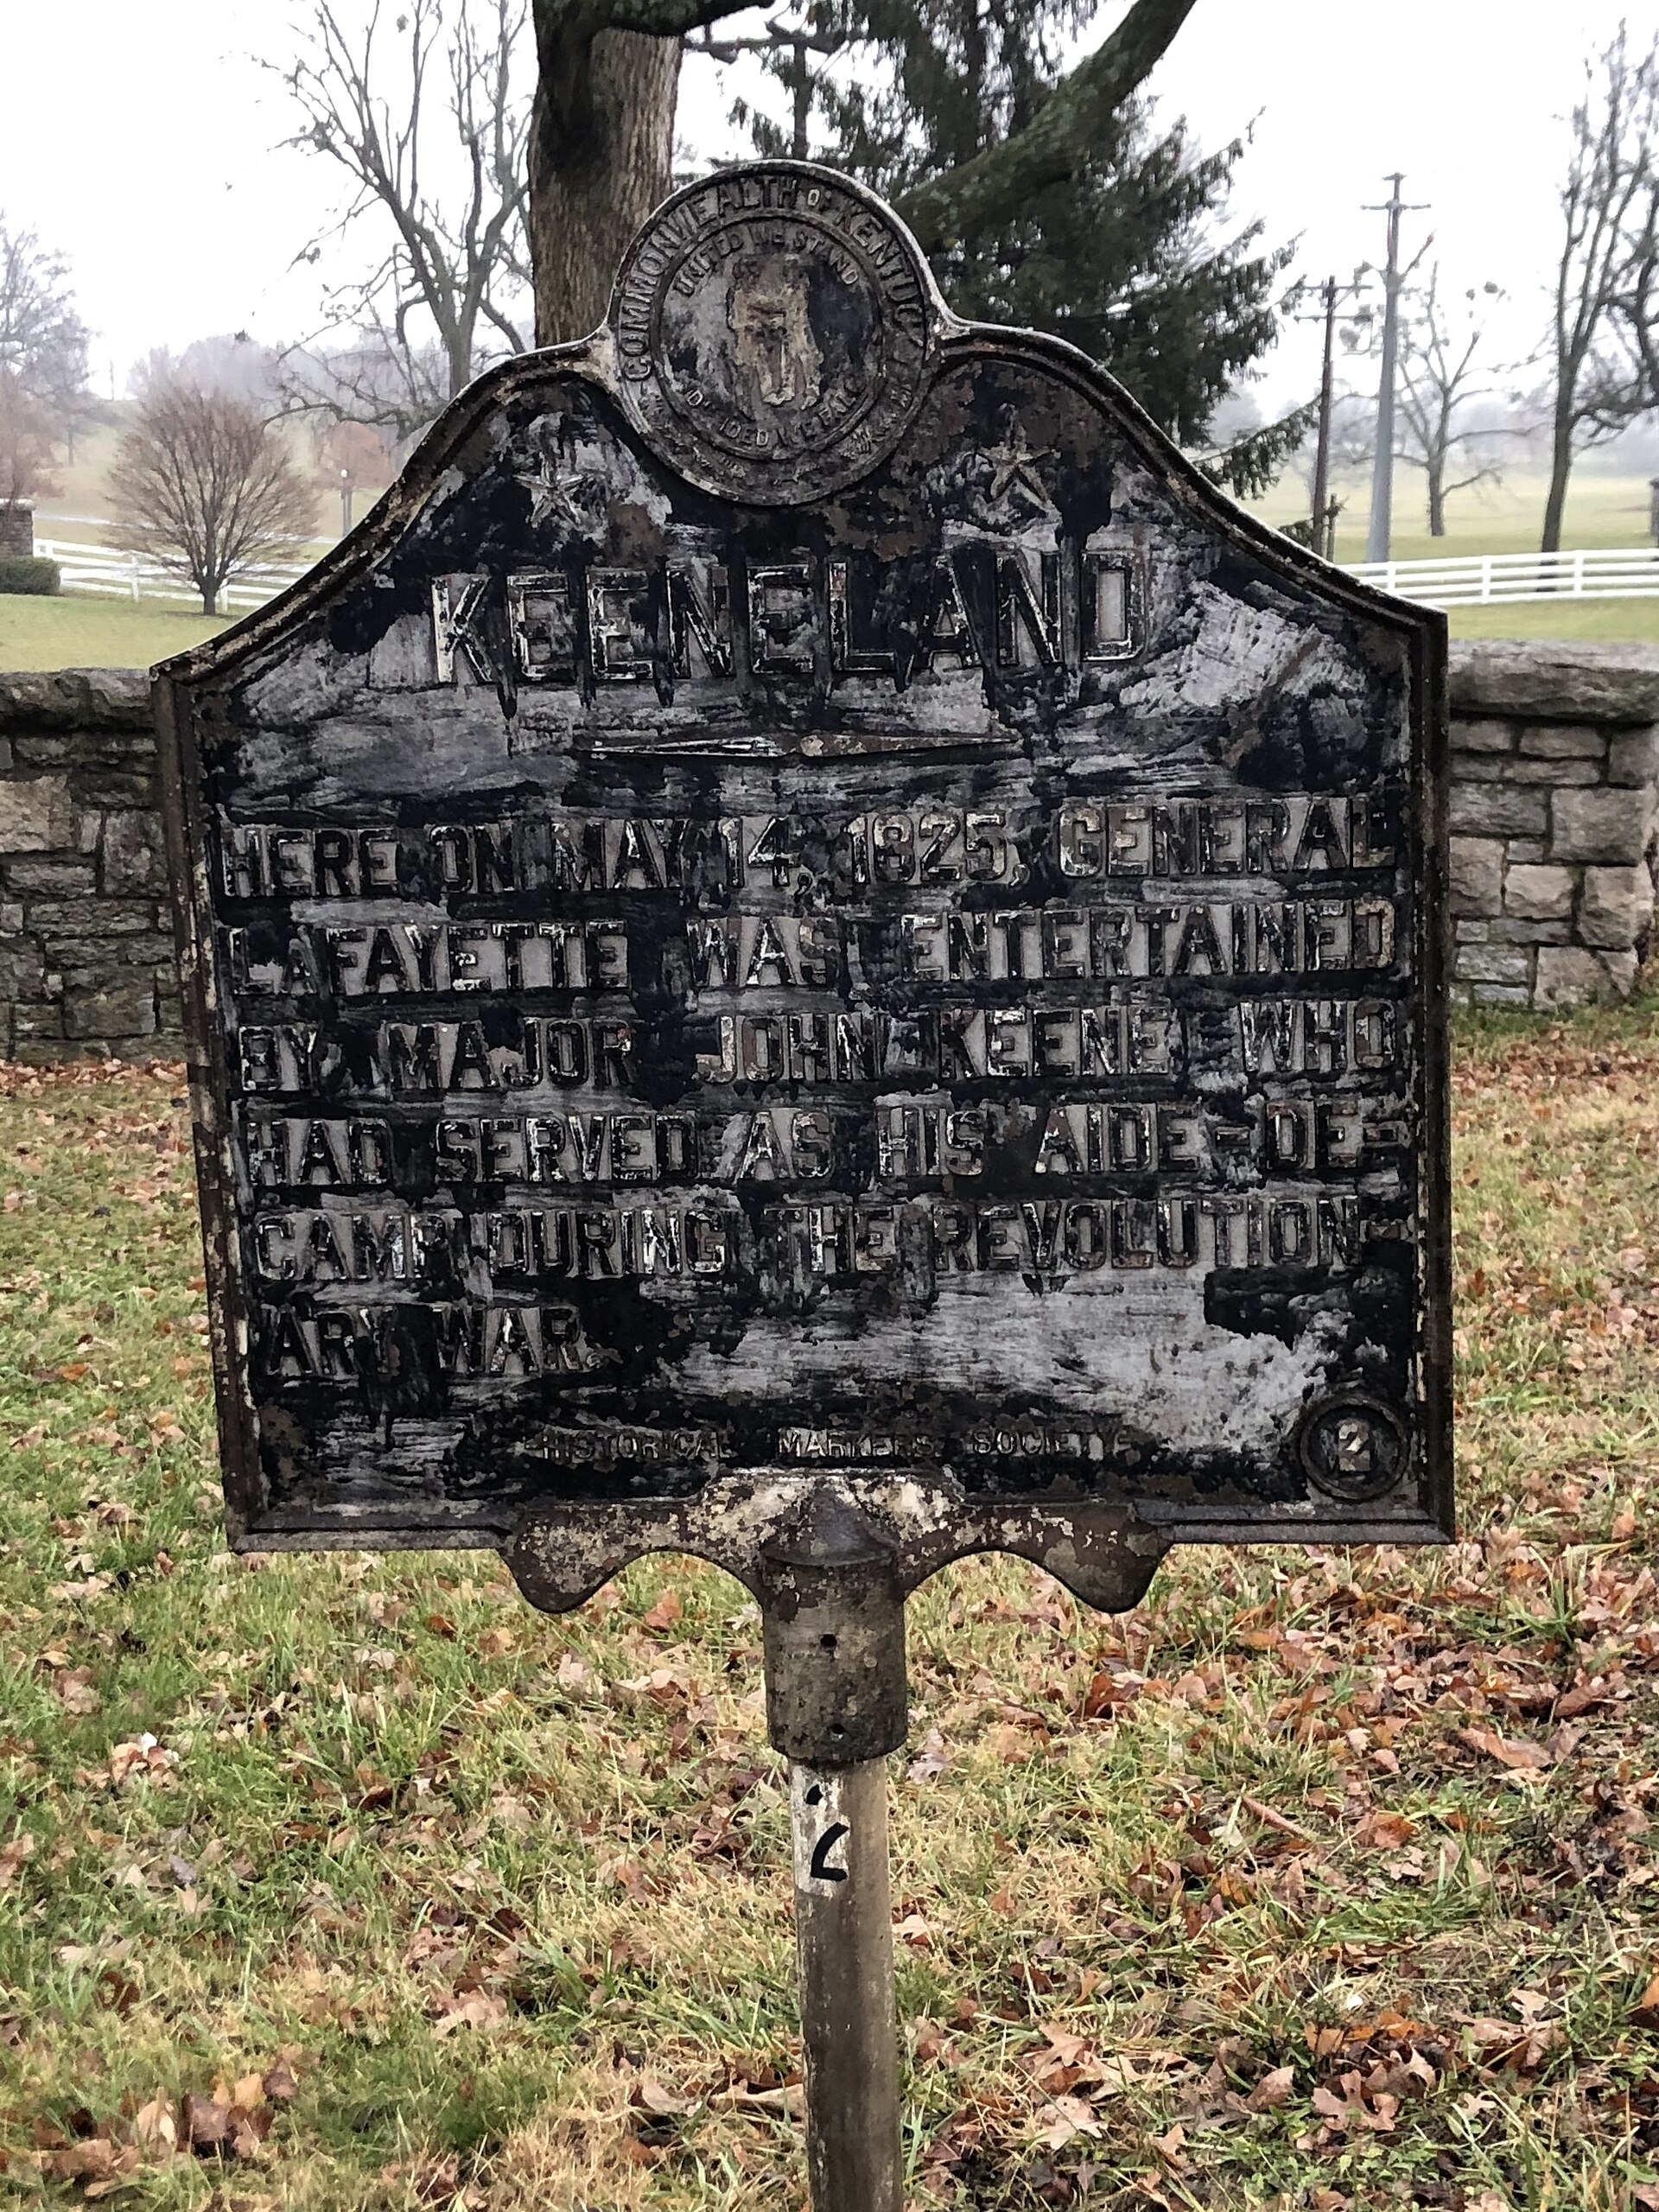 COMMONWEALTH OF KENTUCKY
UNITED WE STAND
DIVIDED WE FALL
KEENELAND
HERE ON MAY 14, 1825, GENERAL
LAFAYETTE WAS ENTERTAINED
BY MAJOR JOHN KEENE WHO
HAD SERVED AS HIS AIDE-DE-
CAMP DURING THE REVOLUTION-
ARY WAR.
HISTORICAL MARKERS SOCIETY
2